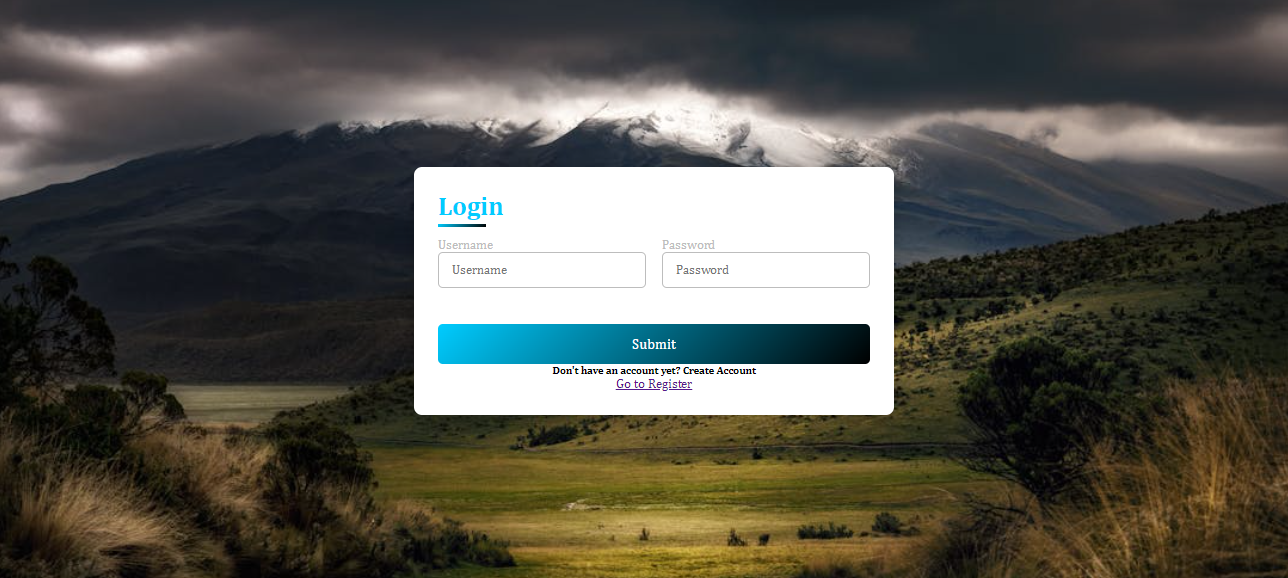 Login
Username Password
Username Password
Submit
Don't have an account yet? Create Account
Go to Register